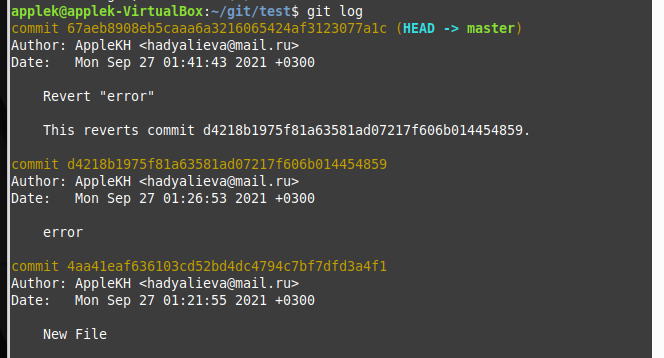 applek@applek-VirtualBox:~/git/test$ git log
commit 67aeb8908eb5caaa6a3216065424af3123077a1c (HEAD -> master)
Author: AppleKH <hadyalieva@mail.ru>
Date:   Mon Sep 27 01:41:43 2021 +0300
    Revert "error"
    This reverts commit d4218b1975f81a63581ad07217f606b014454859.
commit d4218b1975f81a63581ad07217f606b014454859
Author: AppleKH <hadyalieva@mail.ru>
Date:   Mon Sep 27 01:26:53 2021 +0300
    error
commit 4aa41eaf636103cd52bd4dc4794c7bf7dfd3a4f1
Author: AppleKH <hadyalieva@mail.ru>
Date:   Mon Sep 27 01:21:55 2021 +0300
    New File